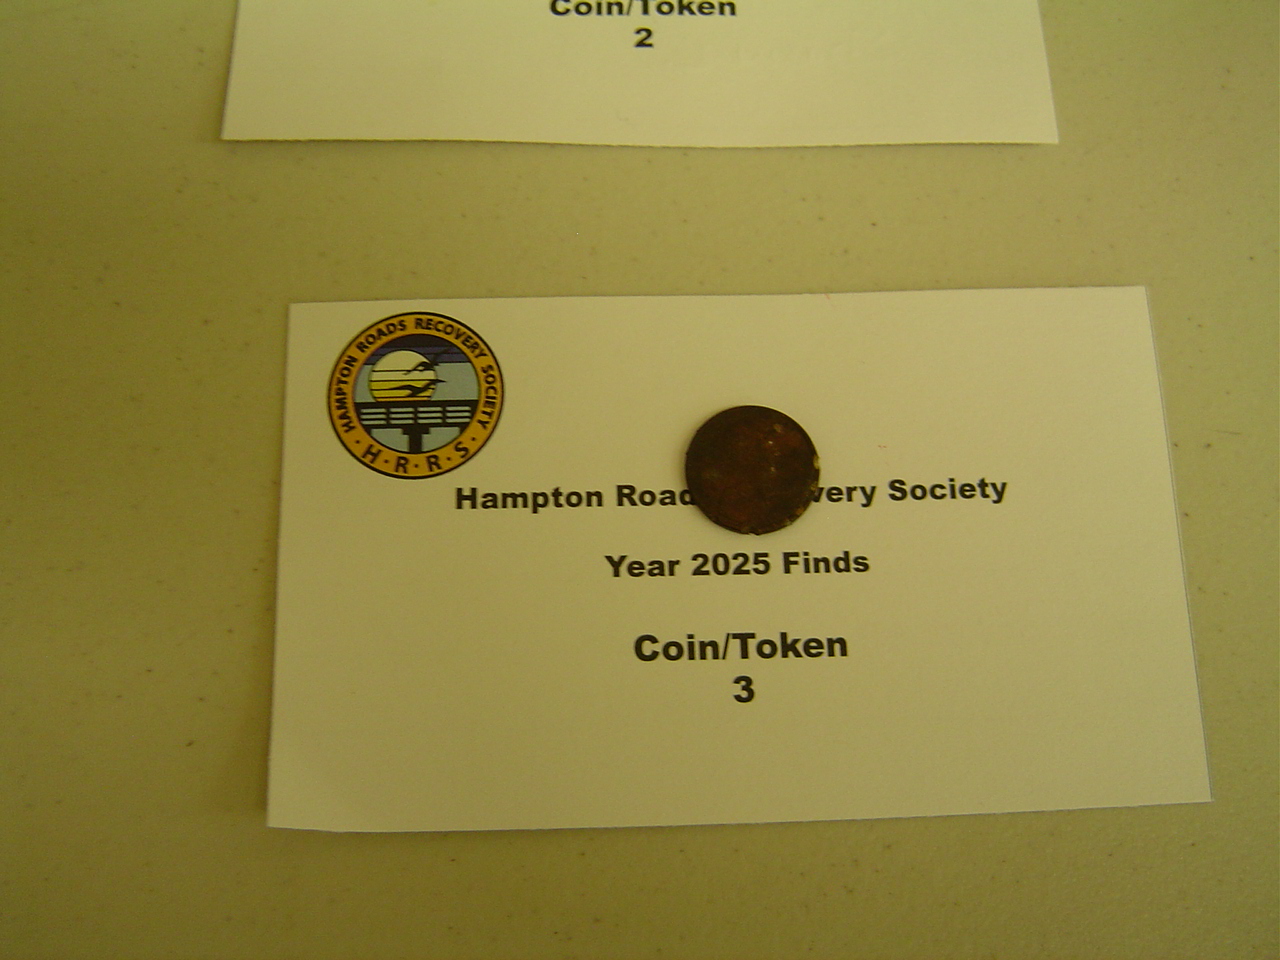 Coin/Token
2
HAMPTON ROADS RECOVERY SOCIETY
· H · R · R · S ·
Hampton Road very Society
Year 2025 Finds
Coin/Token
3